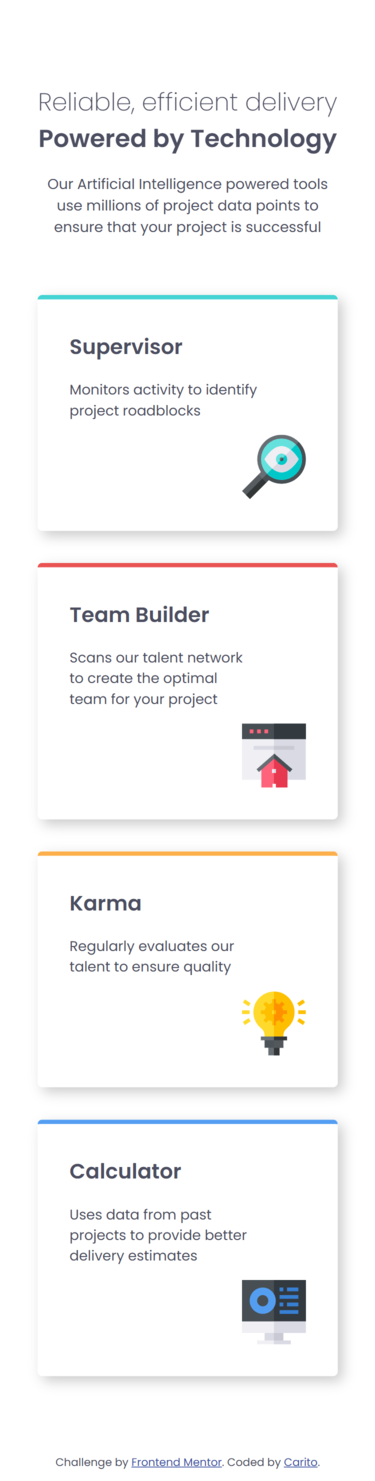 Reliable, efficient delivery
Powered by Technology
Our Artificial Intelligence powered tools
use millions of project data points to
ensure that your project is successful
Supervisor
Monitors activity to identify
project roadblocks
Team Builder
Scans our talent network
to create the optimal
team for your project
Karma
Regularly evaluates our
talent to ensure quality
Calculator
Uses data from past
projects to provide better
delivery estimates
Challenge by Frontend Mentor. Coded by Carito.